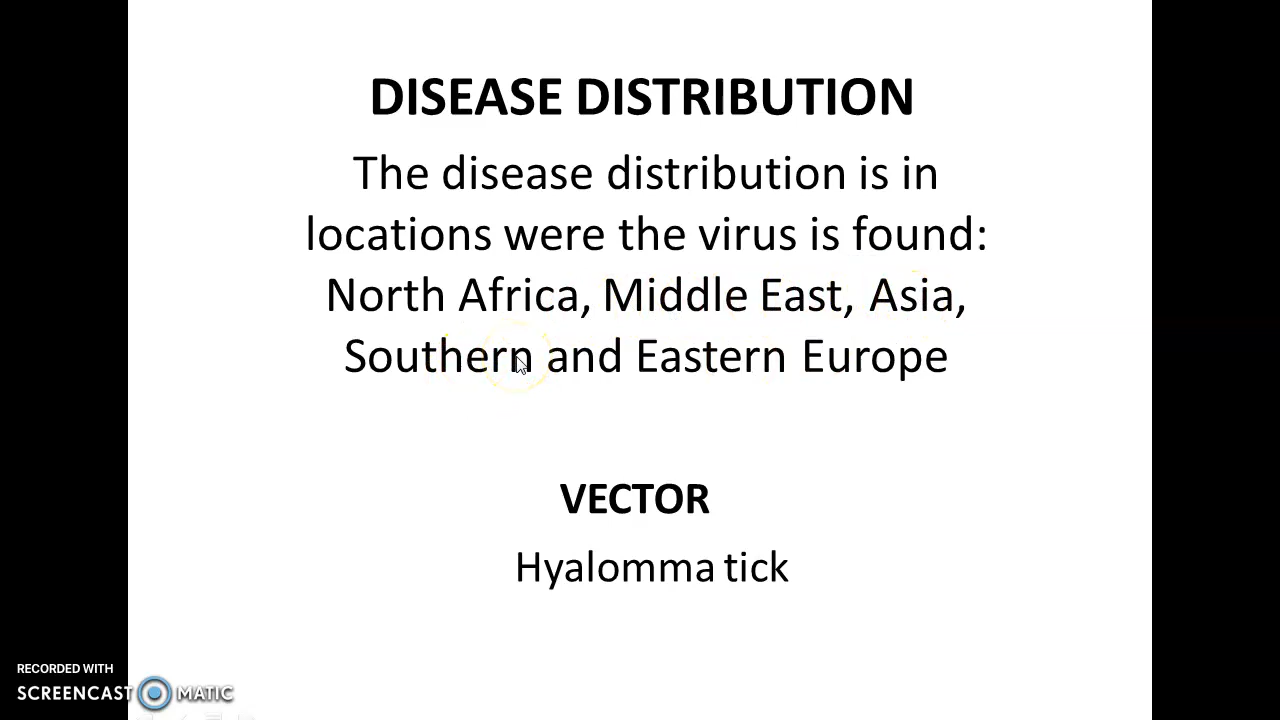 DISEASE DISTRIBUTION
The disease distribution is in
locations were the virus is found:
North Africa, Middle East, Asia,
Southern and Eastern Europe
VECTOR
Hyalomma tick
RECORDED WITH
SCREENCAST MATIC